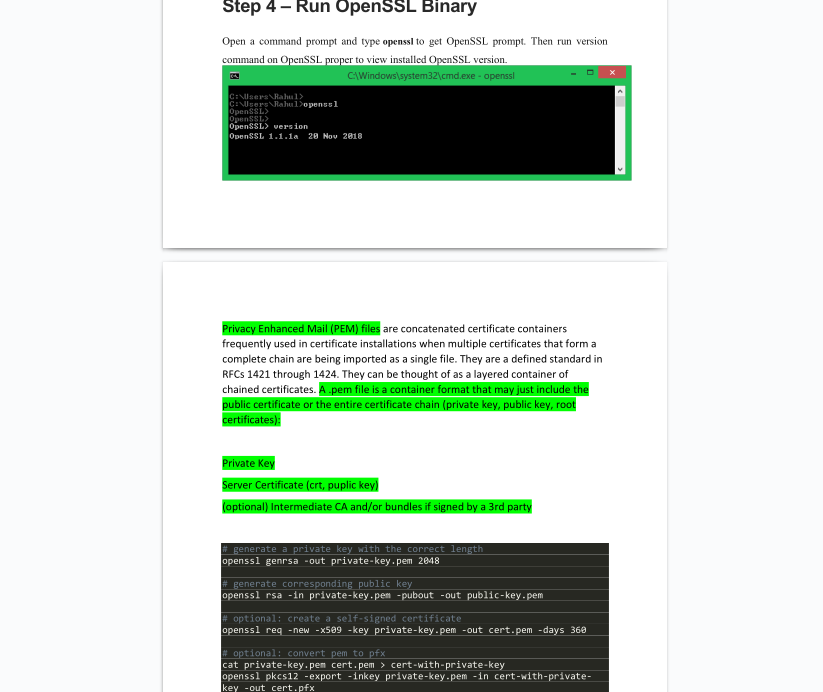 Step 4 – Run OpenSSL Binary
Open a command prompt and type openssl to get OpenSSL prompt. Then run version
command on OpenSSL proper to view installed OpenSSL version.
C:\Windows\system32\cmd.exe - openssl
C:\Users\Rahul>
C:\Users\Rahul>openssl
OpenSSL>
OpenSSL>
OpenSSL> version
OpenSSL 1.1.1a  20 Nov 2018
Privacy Enhanced Mail (PEM) files are concatenated certificate containers
frequently used in certificate installations when multiple certificates that form a
complete chain are being imported as a single file. They are a defined standard in
RFCs 1421 through 1424. They can be thought of as a layered container of
chained certificates. A .pem file is a container format that may just include the
public certificate or the entire certificate chain (private key, public key, root
certificates):
Private Key
Server Certificate (crt, puplic key)
(optional) Intermediate CA and/or bundles if signed by a 3rd party
# generate a private key with the correct length
openssl genrsa -out private-key.pem 2048
# generate corresponding public key
openssl rsa -in private-key.pem -pubout -out public-key.pem
# optional: create a self-signed certificate
openssl req -new -x509 -key private-key.pem -out cert.pem -days 360
# optional: convert pem to pfx
cat private-key.pem cert.pem > cert-with-private-key
openssl pkcs12 -export -inkey private-key.pem -in cert-with-private-
key -out cert.pfx